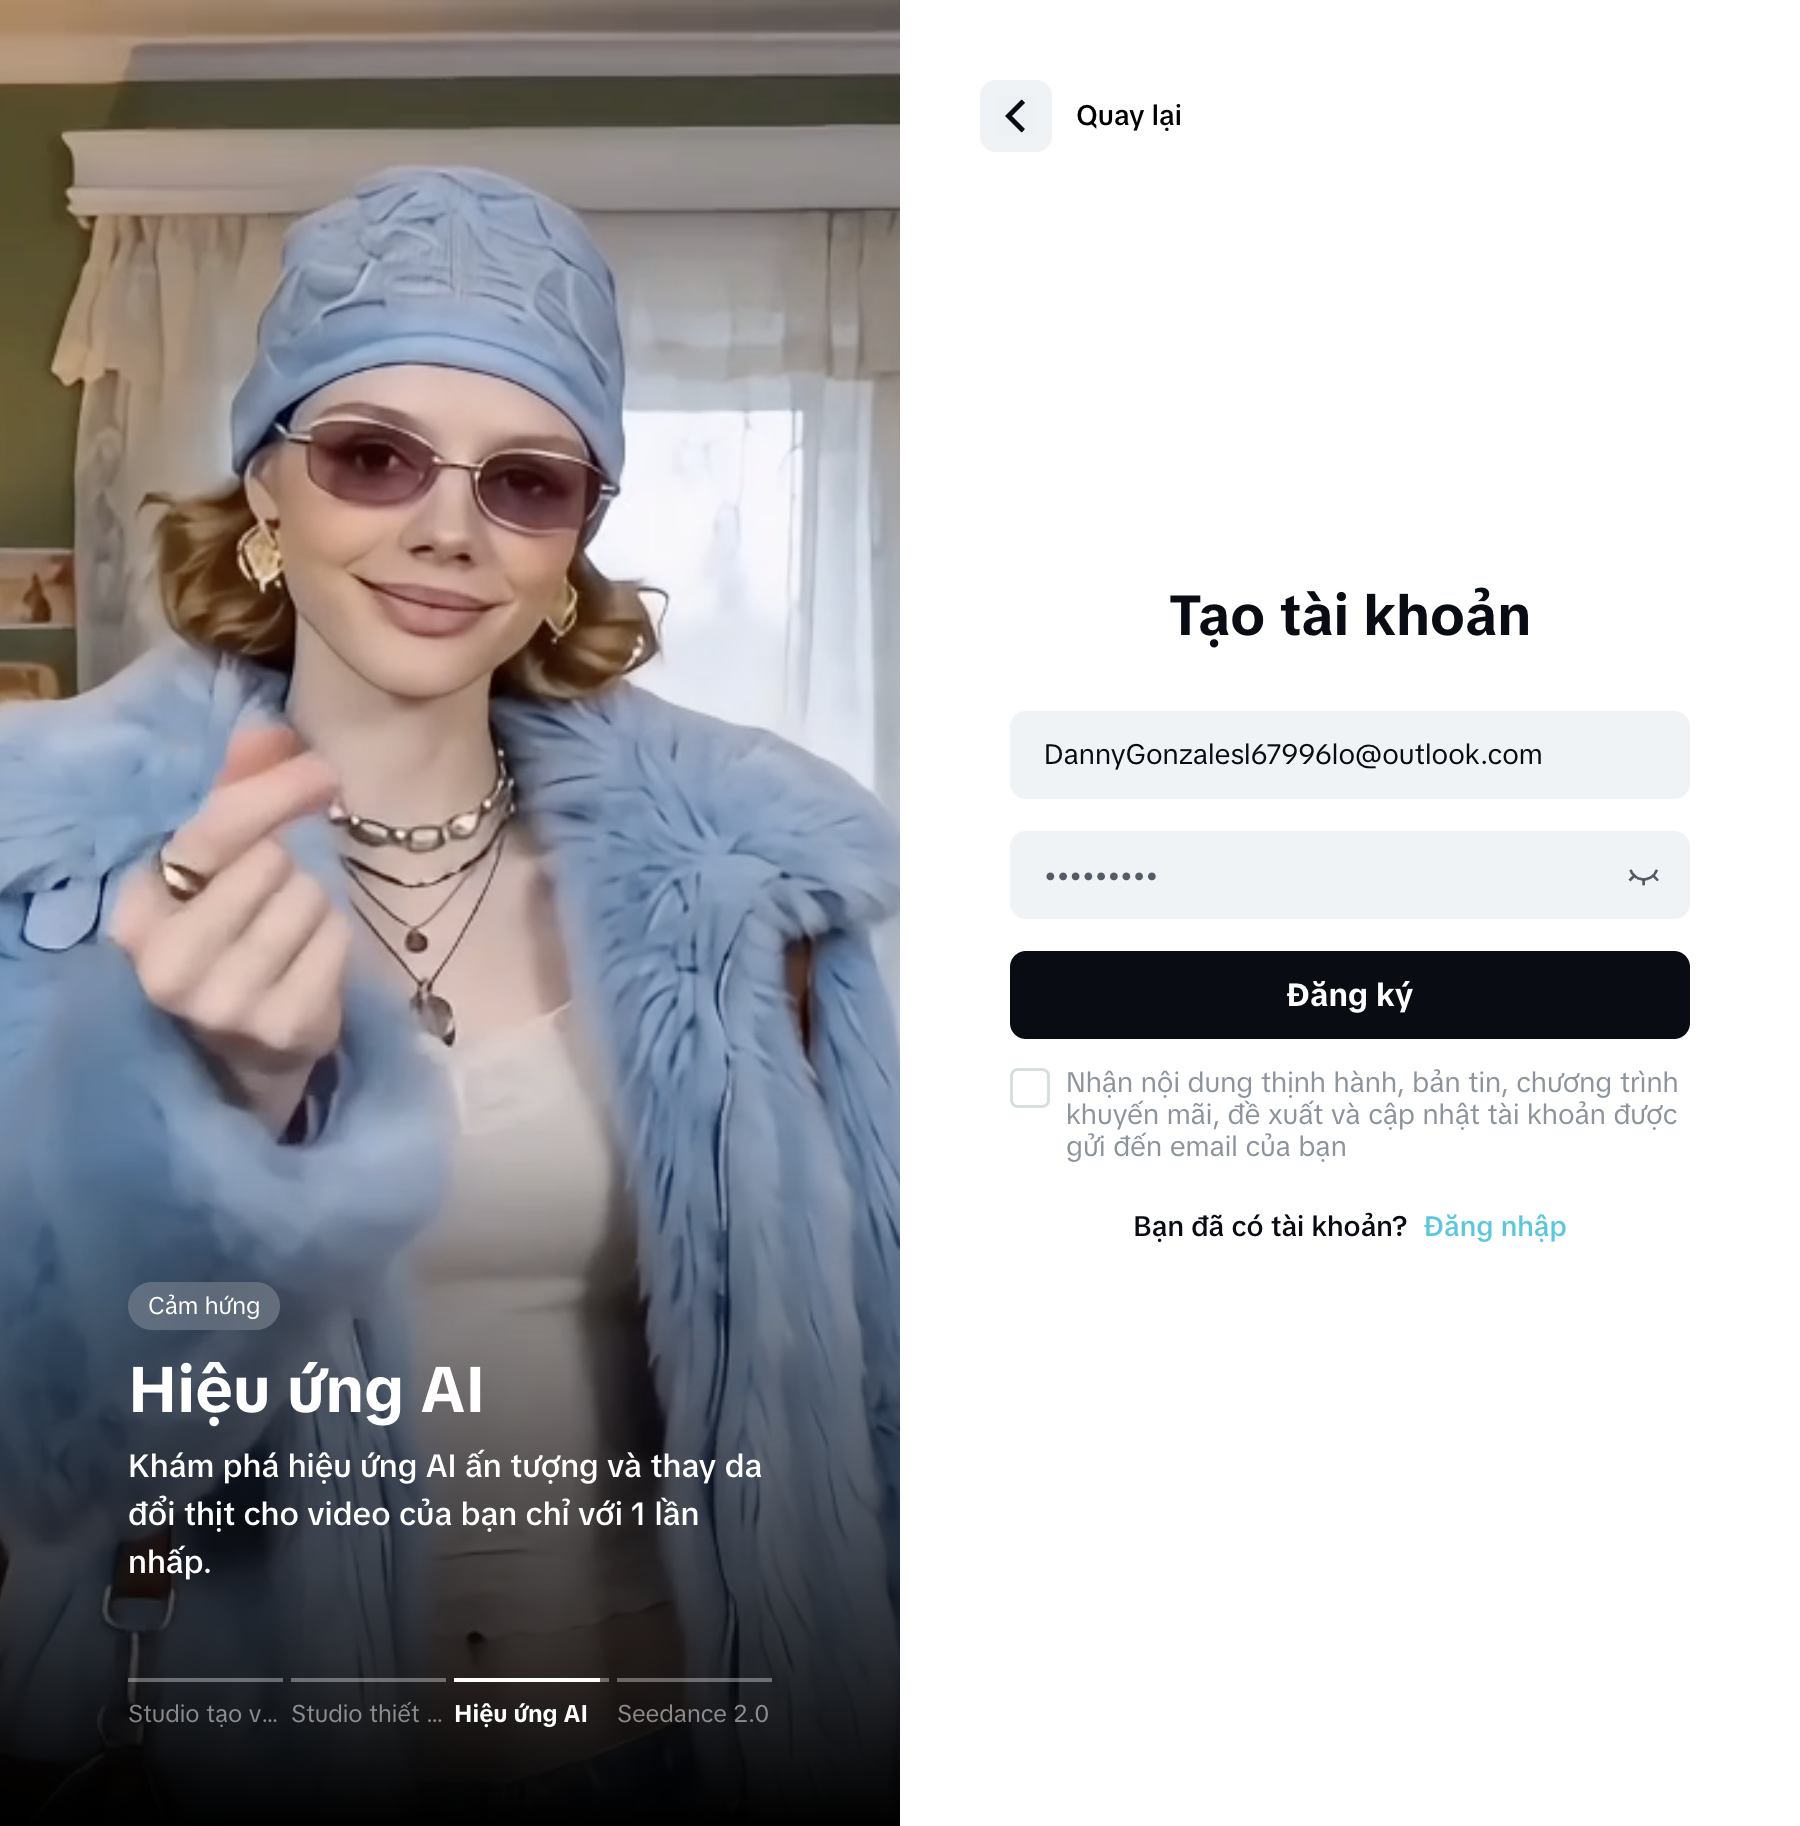 Cảm hứng
Hiệu ứng AI
Khám phá hiệu ứng AI ấn tượng và thay da
đổi thịt cho video của bạn chỉ với 1 lần
nhấp.
Studio tạo v...
Studio thiết ...
Hiệu ứng AI
Seedance 2.0
Quay lại
Tạo tài khoản
DannyGonzalesl67996lo@outlook.com
•••••••••
Đăng ký
Nhận nội dung thịnh hành, bản tin, chương trình
khuyến mãi, đề xuất và cập nhật tài khoản được
gửi đến email của bạn
Bạn đã có tài khoản? Đăng nhập